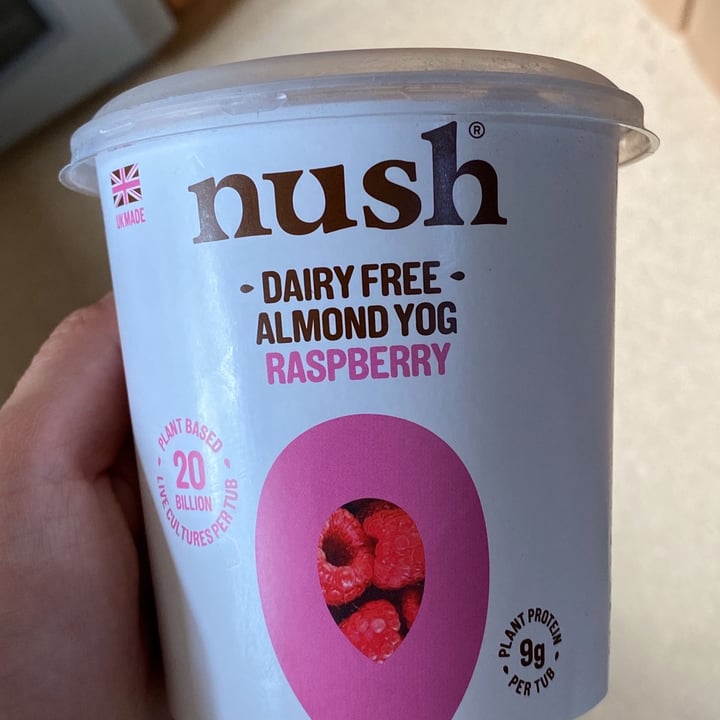 nush®
UK MADE
DAIRY FREE
ALMOND YOG
RASPBERRY
PLANT BASED
20
BILLION
LIVE CULTURES PER TUB
PLANT PROTEIN
9g
PER TUB